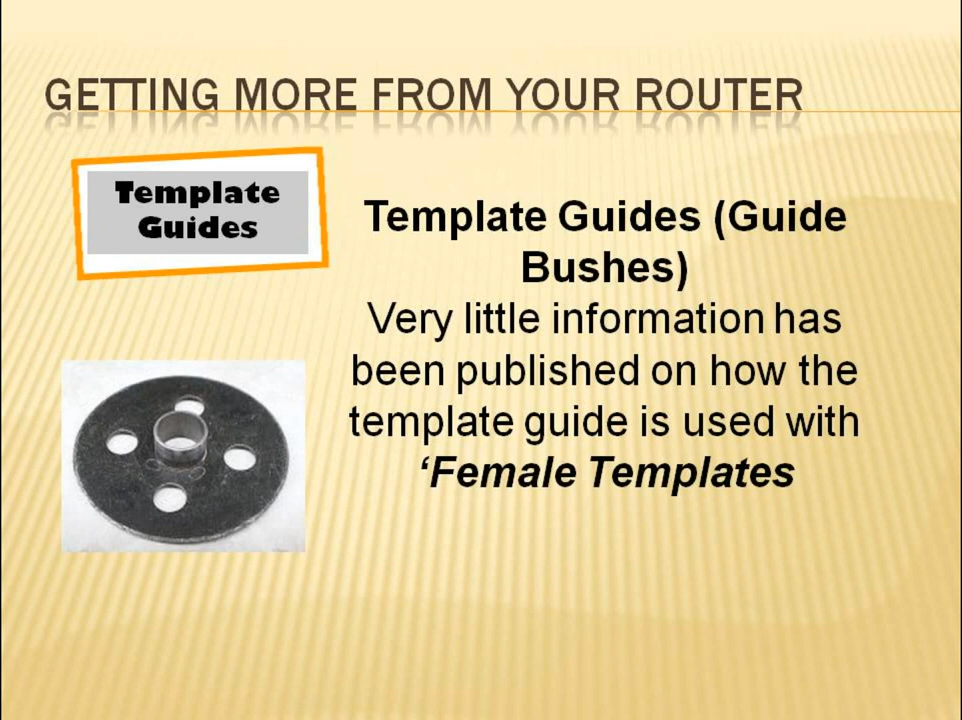 GETTING MORE FROM YOUR ROUTER
Template
Guides
Template Guides (Guide
Bushes)
Very little information has
been published on how the
template guide is used with
‘Female Templates